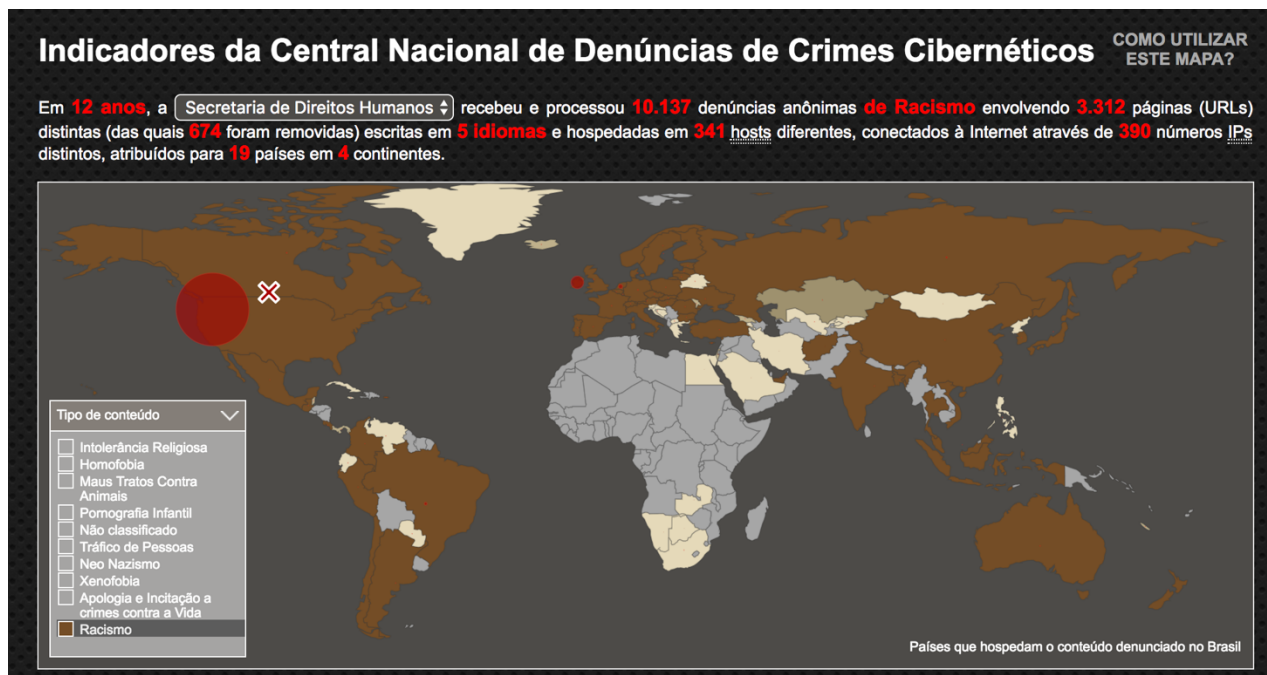 Indicadores da Central Nacional de Denúncias de Crimes Cibernéticos
COMO UTILIZAR
ESTE MAPA?
Em 12 anos, a Secretaria de Direitos Humanos recebeu e processou 10.137 denúncias anônimas de Racismo envolvendo 3.312 páginas (URLs)
distintas (das quais 674 foram removidas) escritas em 5 idiomas e hospedadas em 341 hosts diferentes, conectados à Internet através de 390 números IPs
distintos, atribuídos para 19 países em 4 continentes.
Tipo de conteúdo
Intolerância Religiosa
Homofobia
Maus Tratos Contra
Animais
Pornografia Infantil
Não classificado
Tráfico de Pessoas
Neo Nazismo
Xenofobia
Apologia e Incitação a
crimes contra a Vida
Racismo
Países que hospedam o conteúdo denunciado no Brasil